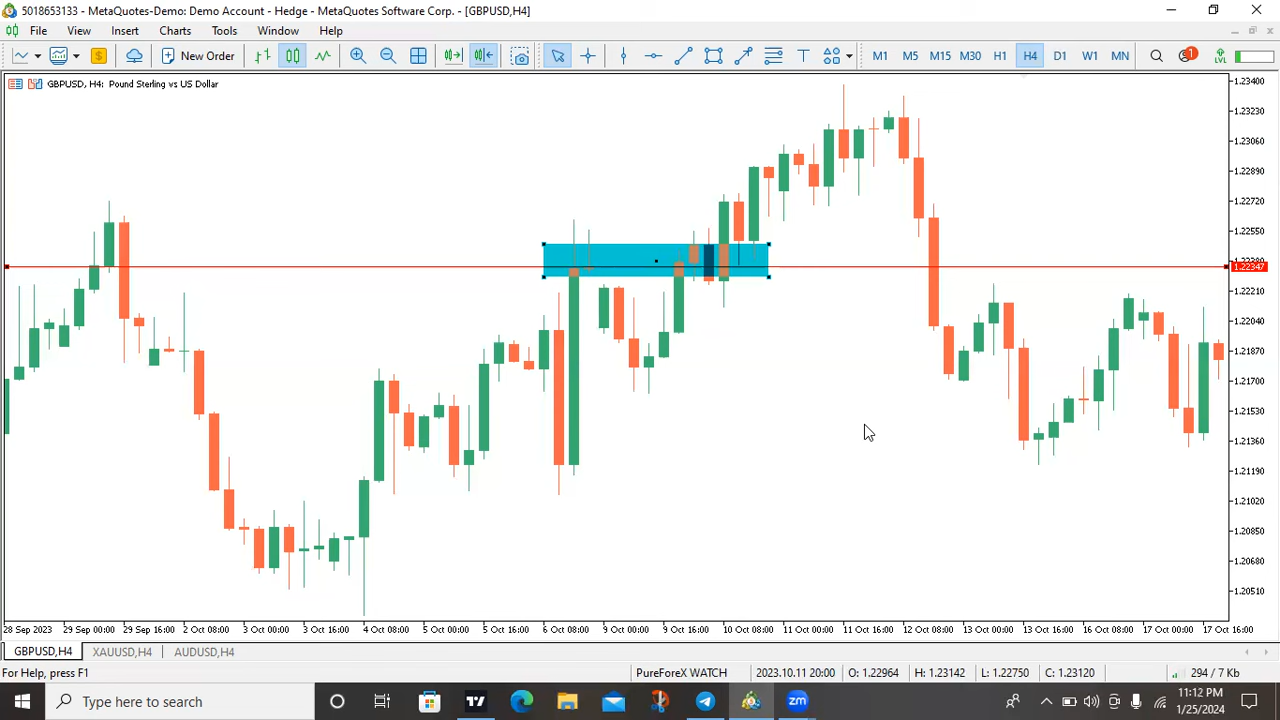 5018653133 - MetaQuotes-Demo: Demo Account - Hedge - MetaQuotes Software Corp. - [GBPUSD,H4]
File View Insert Charts Tools Window Help
New Order M1 M5 M15 M30 H1 H4 D1 W1 MN 1 LVL
GBPUSD, H4: Pound Sterling vs US Dollar
1.23400
1.23230
1.23060
1.22890
1.22720
1.22550
1.22347
1.22210
1.22040
1.21870
1.21700
1.21530
1.21360
1.21190
1.21020
1.20850
1.20680
1.20510
28 Sep 2023 29 Sep 00:00 29 Sep 16:00 2 Oct 08:00 3 Oct 00:00 3 Oct 16:00 4 Oct 08:00 5 Oct 00:00 5 Oct 16:00 6 Oct 08:00 9 Oct 00:00 9 Oct 16:00 10 Oct 08:00 11 Oct 00:00 11 Oct 16:00 12 Oct 08:00 13 Oct 00:00 13 Oct 16:00 16 Oct 08:00 17 Oct 00:00 17 Oct 16:00
GBPUSD,H4 XAUUSD,H4 AUDUSD,H4
For Help, press F1 PureForeX WATCH 2023.10.11 20:00 O: 1.22964 H: 1.23142 L: 1.22750 C: 1.23120 294 / 7 Kb
Type here to search zm 11:12 PM
1/25/2024